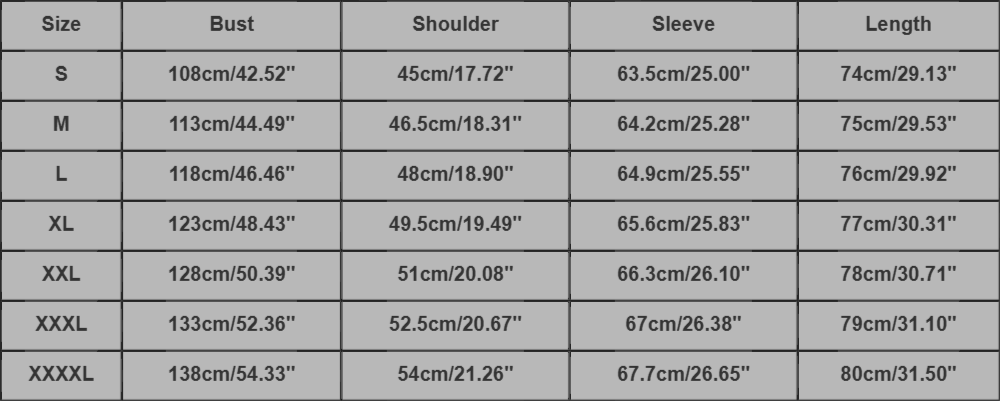 Size Bust Shoulder Sleeve Length
S 108cm/42.52'' 45cm/17.72'' 63.5cm/25.00'' 74cm/29.13''
M 113cm/44.49'' 46.5cm/18.31'' 64.2cm/25.28'' 75cm/29.53''
L 118cm/46.46'' 48cm/18.90'' 64.9cm/25.55'' 76cm/29.92''
XL 123cm/48.43'' 49.5cm/19.49'' 65.6cm/25.83'' 77cm/30.31''
XXL 128cm/50.39'' 51cm/20.08'' 66.3cm/26.10'' 78cm/30.71''
XXXL 133cm/52.36'' 52.5cm/20.67'' 67cm/26.38'' 79cm/31.10''
XXXXL 138cm/54.33'' 54cm/21.26'' 67.7cm/26.65'' 80cm/31.50''